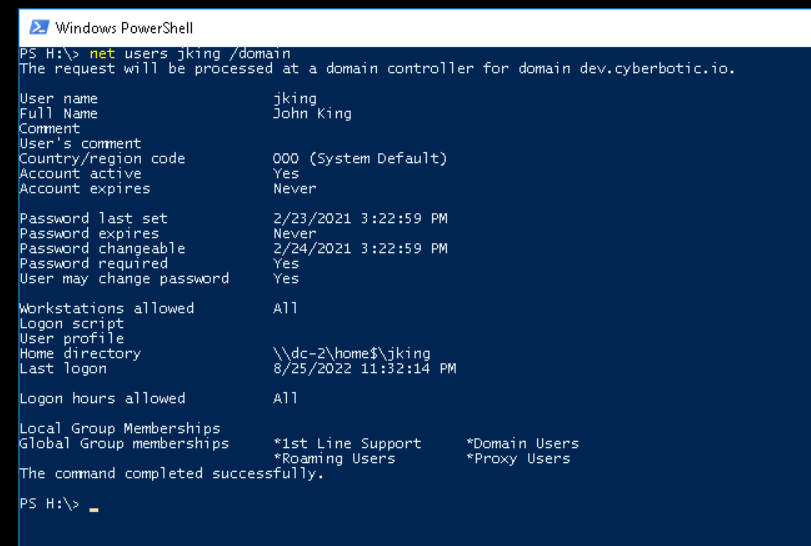 Windows PowerShell
PS H:\> net users jking /domain
The request will be processed at a domain controller for domain dev.cyberbotic.io.
User name jking
Full Name John King
Comment
User's comment
Country/region code 000 (System Default)
Account active Yes
Account expires Never
Password last set 2/23/2021 3:22:59 PM
Password expires Never
Password changeable 2/24/2021 3:22:59 PM
Password required Yes
User may change password Yes
Workstations allowed All
Logon script
User profile
Home directory \\dc-2\home$\jking
Last logon 8/25/2022 11:32:14 PM
Logon hours allowed All
Local Group Memberships
Global Group memberships *1st Line Support *Domain Users
*Roaming Users *Proxy Users
The command completed successfully.
PS H:\>